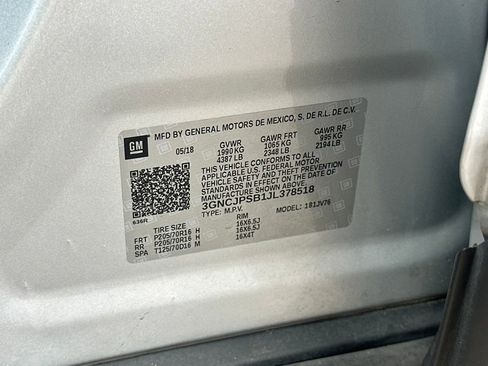 GM
MFD BY GENERAL MOTORS DE MEXICO, S. DE R.L. DE C.V.
05/18 GVWR GAWR FRT GAWR RR
1990 KG 1065 KG 995 KG
4387 LB 2348 LB 2194 LB
THIS VEHICLE CONFORMS TO ALL
APPLICABLE U.S. FEDERAL MOTOR
VEHICLE SAFETY AND THEFT PREVENTION
STANDARDS IN EFFECT ON THE DATE OF
MANUFACTURE SHOWN ABOVE.
3GNCJPSB1JL378518
636R TYPE: M.P.V. MODEL: 181JV76
TIRE SIZE RIM
FRT P205/70R16 H 16X6.5J
RR P205/70R16 H 16X6.5J
SPA T125/70D16 M 16X4T